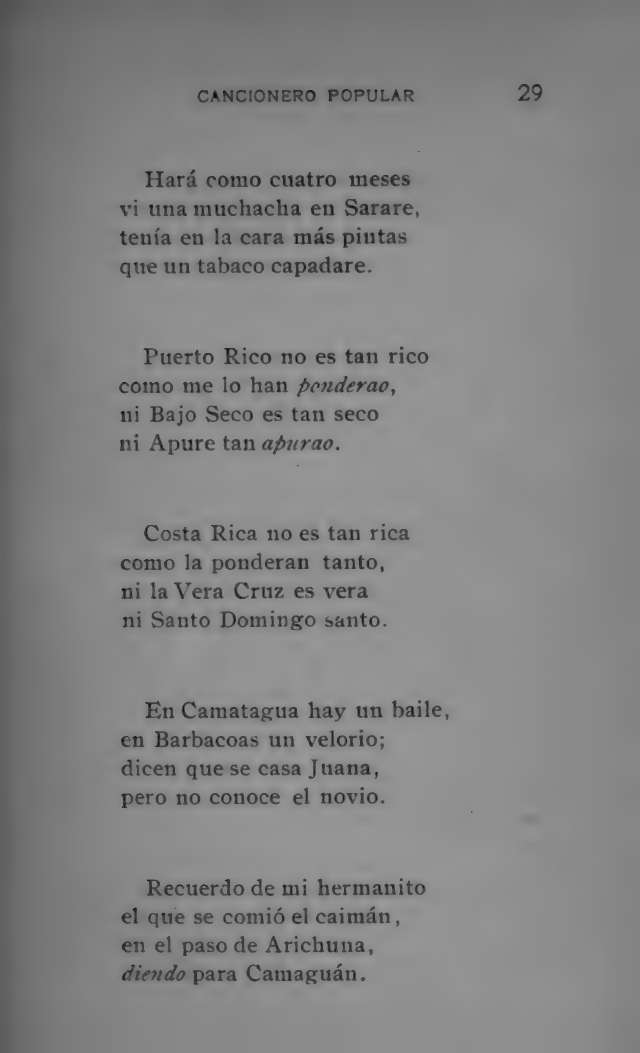 CANCIONERO POPULAR 29
Hará como cuatro meses
vi una muchacha en Sarare,
tenía en la cara más pintas
que un tabaco capadare.
Puerto Rico no es tan rico
como me lo han ponderao,
ni Bajo Seco es tan seco
ni Apure tan apurao.
Costa Rica no es tan rica
como la ponderan tanto,
ni la Vera Cruz es vera
ni Santo Domingo santo.
En Camatagua hay un baile,
en Barbacoas un velorio;
dicen que se casa Juana,
pero no conoce el novio.
Recuerdo de mi hermanito
el que se comió el caimán,
en el paso de Arichuna,
diendo para Camaguán.